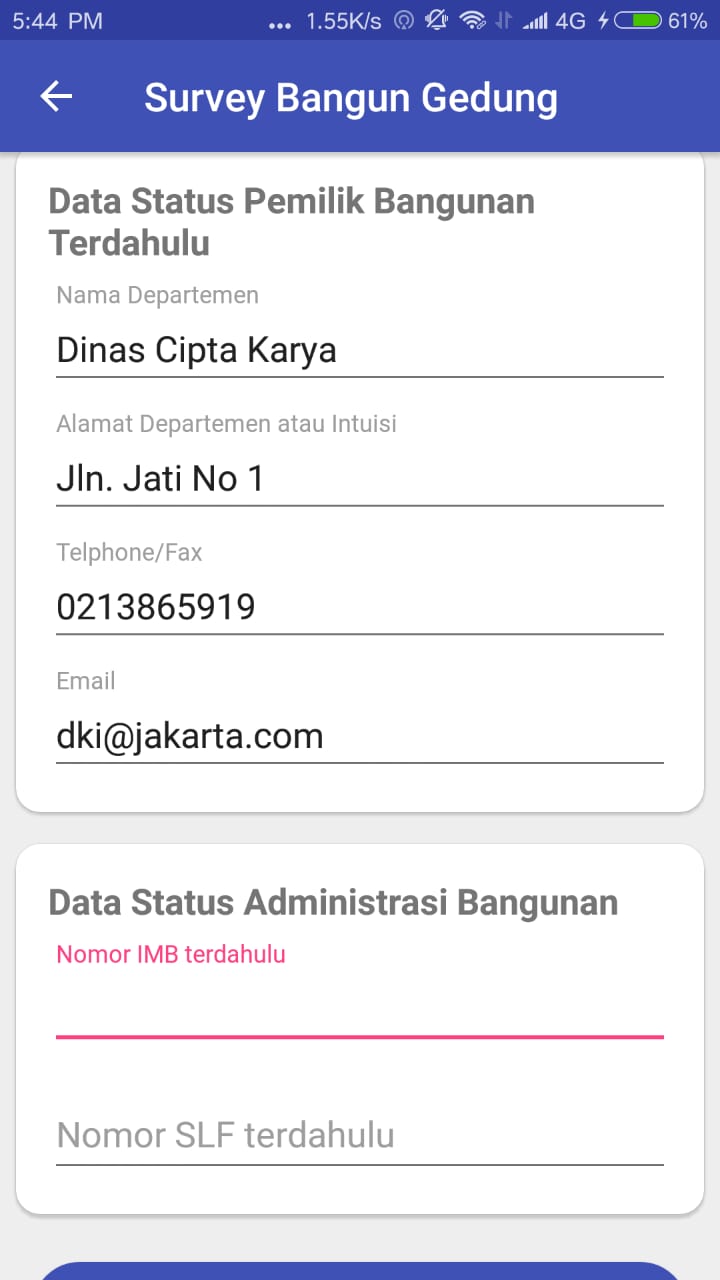 5:44 PM ... 1.55K/s 4G 61%
Survey Bangun Gedung
Data Status Pemilik Bangunan
Terdahulu
Nama Departemen
Dinas Cipta Karya
Alamat Departemen atau Intuisi
Jln. Jati No 1
Telphone/Fax
0213865919
Email
dki@jakarta.com
Data Status Administrasi Bangunan
Nomor IMB terdahulu
Nomor SLF terdahulu